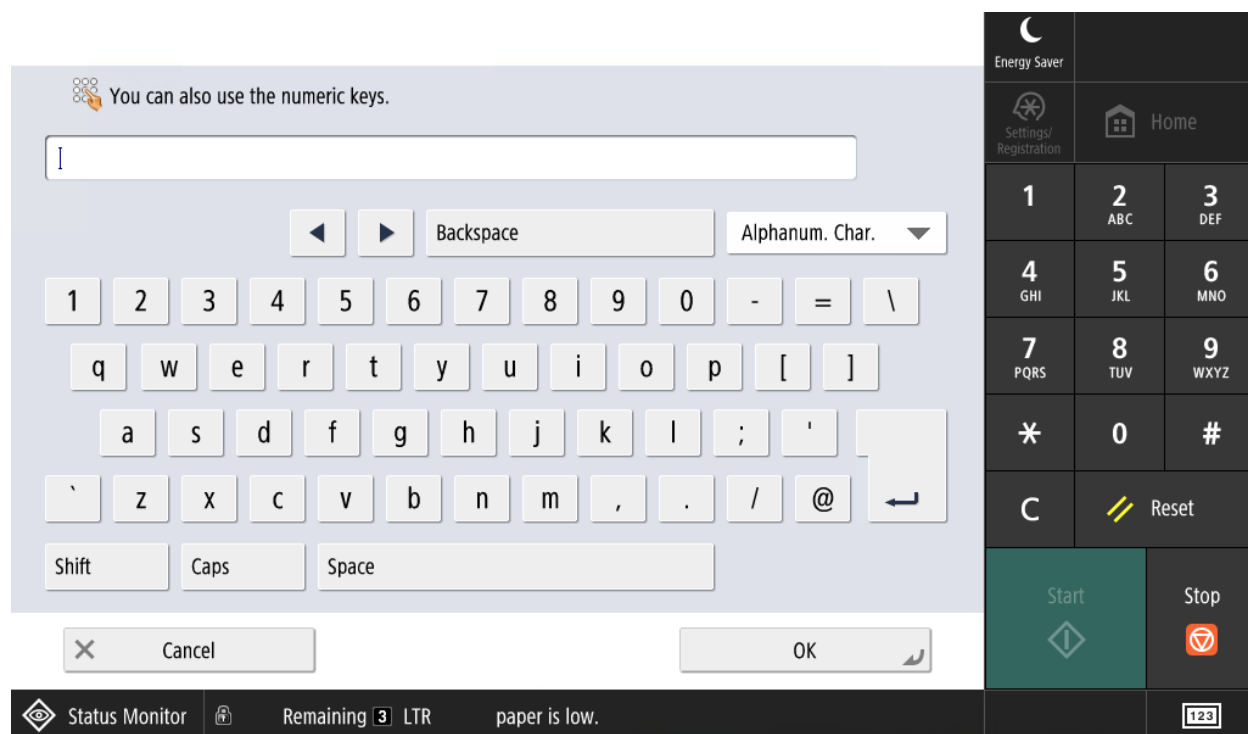 Energy Saver
You can also use the numeric keys.
Settings/
Registration
Home
Backspace
Alphanum. Char.
1 2 3 4 5 6 7 8 9 0 - = \
q w e r t y u i o p [ ]
a s d f g h j k l ; '
` z x c v b n m , . / @
Shift Caps Space
Cancel
OK
1
2
ABC
3
DEF
4
GHI
5
JKL
6
MNO
7
PQRS
8
TUV
9
WXYZ
* 0 #
C
Reset
Start
Stop
Status Monitor
Remaining 3 LTR paper is low.
123